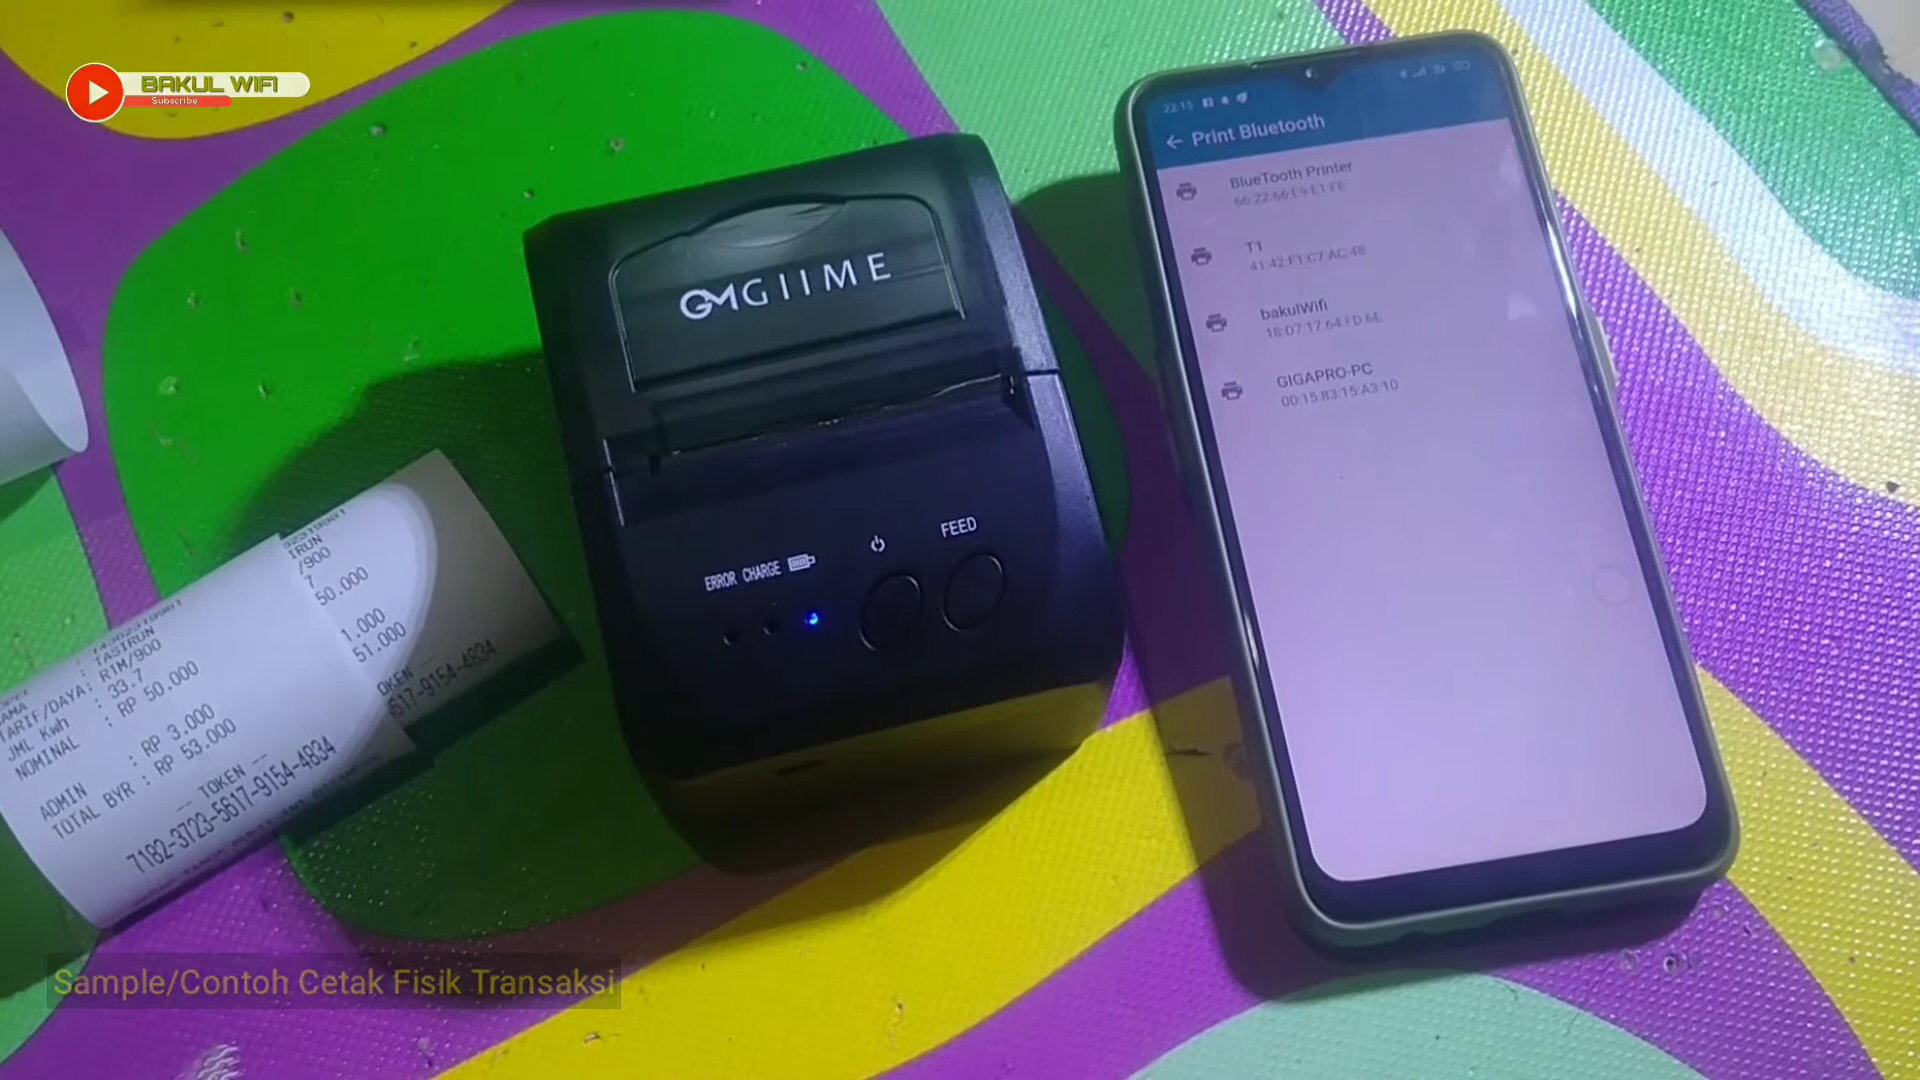 BAKUL WIFI
Subscribe
GM GIIME
ERROR CHARGE
FEED
22:15
Print Bluetooth
BlueTooth Printer
66:22:66:E9:E1:FE
T1
41:42:F1:C7:AC:48
bakulWifi
18:07:17:64:FD:6E
GIGAPRO-PC
00:15:83:15:A3:10
IRUN
/900
7
50.000
1.000
51.000
OKEN --
5617-9154-4834
: TASIRUN
TARIF/DAYA: R1M/900
JML Kwh : 33.7
NOMINAL : RP 50.000
ADMIN : RP 3.000
TOTAL BYR : RP 53.000
-- TOKEN --
7182-3723-5617-9154-4834
Sample/Contoh Cetak Fisik Transaksi